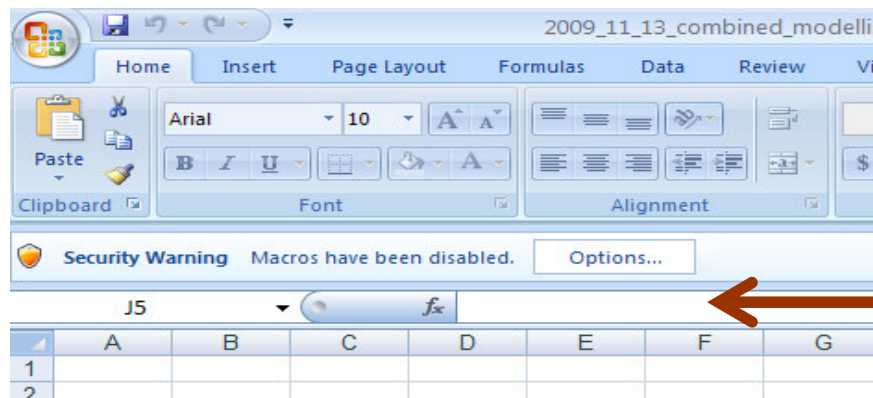 2009_11_13_combined_modelli
Home Insert Page Layout Formulas Data Review Vi
Arial 10 A A
Paste B I U A a $
Clipboard Font Alignment
Security Warning Macros have been disabled. Options...
J5 fx
A B C D E F G
1
2